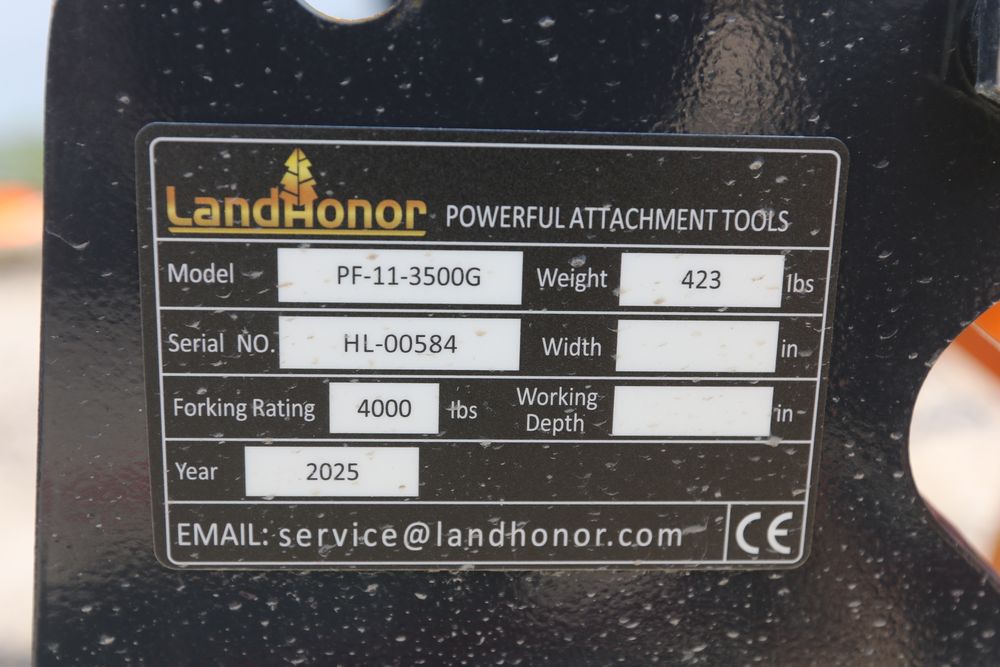 LandHonor POWERFUL ATTACHMENT TOOLS
Model PF-11-3500G Weight 423 lbs
Serial NO. HL-00584 Width in
Forking Rating 4000 lbs Working Depth in
Year 2025
EMAIL: service@landhonor.com CE